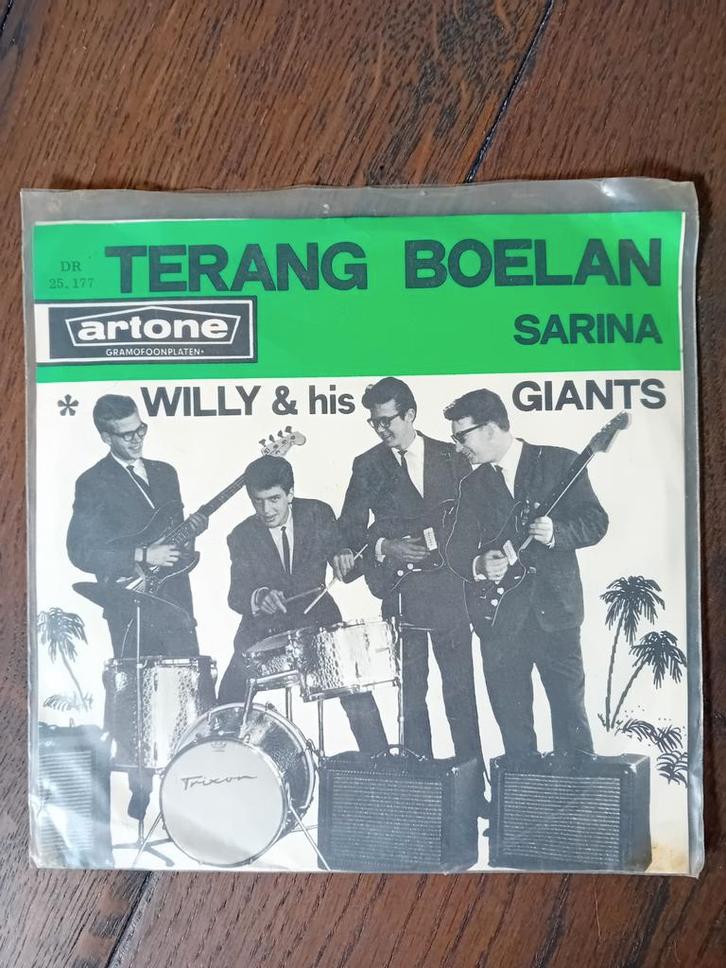 DR
25.177
TERANG BOELAN
artone
GRAMOFOONPLATEN
SARINA
* WILLY & his GIANTS
Trixon